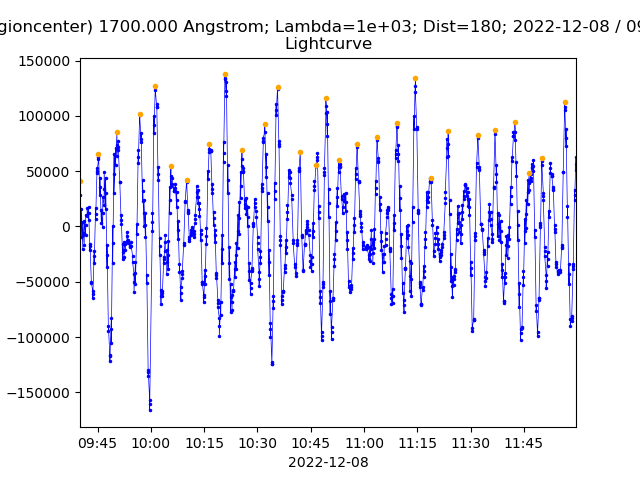 gioncenter) 1700.000 Angstrom; Lambda=1e+03; Dist=180; 2022-12-08 / 09
Lightcurve
150000
100000
50000
0
−50000
−100000
−150000
09:45 10:00 10:15 10:30 10:45 11:00 11:15 11:30 11:45
2022-12-08